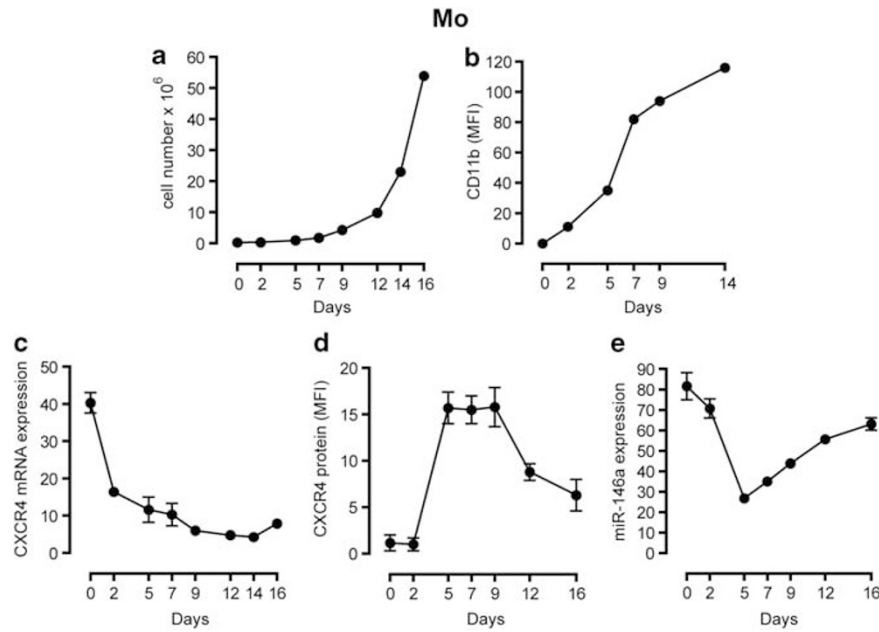 Mo
a
cell number x 10⁶
60
50
40
30
20
10
0
0 2 5 7 9 12 14 16
Days
b
CD11b (MFI)
120
100
80
60
40
20
0
0 2 5 7 9 14
Days
c
CXCR4 mRNA expression
50
40
30
20
10
0
0 2 5 7 9 12 14 16
Days
d
CXCR4 protein (MFI)
20
15
10
5
0
0 2 5 7 9 12 16
Days
e
miR-146a expression
90
80
70
60
50
40
30
20
10
0
0 2 5 7 9 12 16
Days